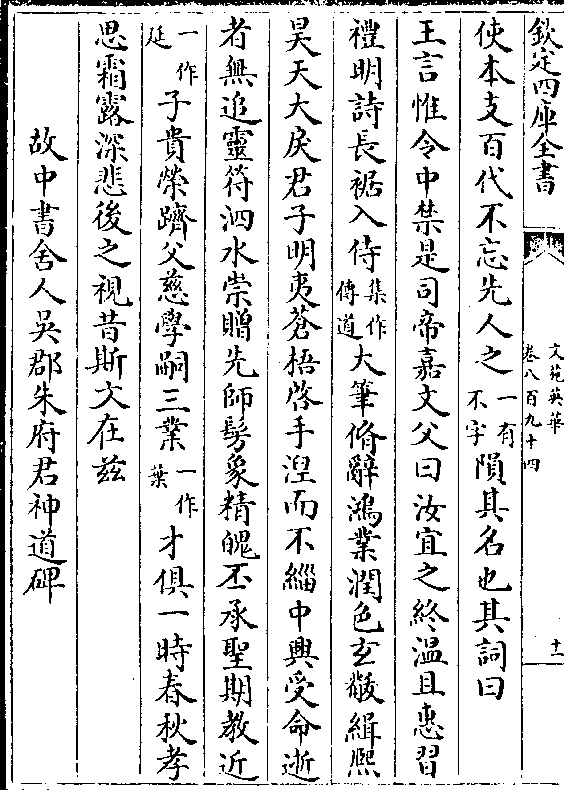 欽定四庫全書
文苑英華
卷八百九十四
十一
使本支百代不忘先人之一有不字隕其名也其詞曰
王言惟令中禁是司帝嘉文父曰汝宜之終溫且惠習
禮明詩長裾入侍集作傳道大筆脩辭鴻業潤色玄猷緝熙
昊天大戾君子明夷蒼梧啓手湼而不緇中興受命逝
者無追靈符泗水崇贈先師髣象精魄丕承聖期教近
一作延子貴榮躋父慈學嗣三業一作葉才俱一時春秋孝
思霜露深悲後之視昔斯文在兹
故中書舍人吳郡朱府君神道碑